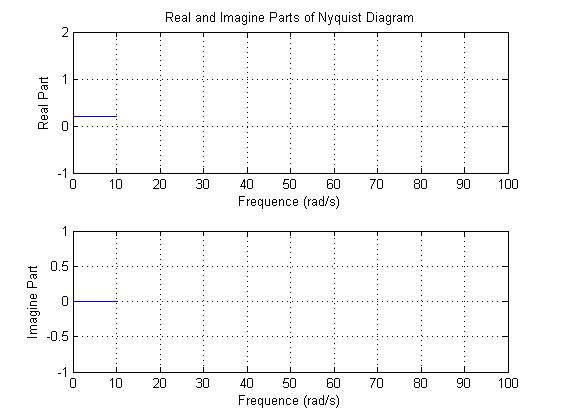 Real and Imagine Parts of Nyquist Diagram
2
1
0
-1
Real Part
0 10 20 30 40 50 60 70 80 90 100
Frequence (rad/s)
1
0.5
0
-0.5
-1
Imagine Part
0 10 20 30 40 50 60 70 80 90 100
Frequence (rad/s)